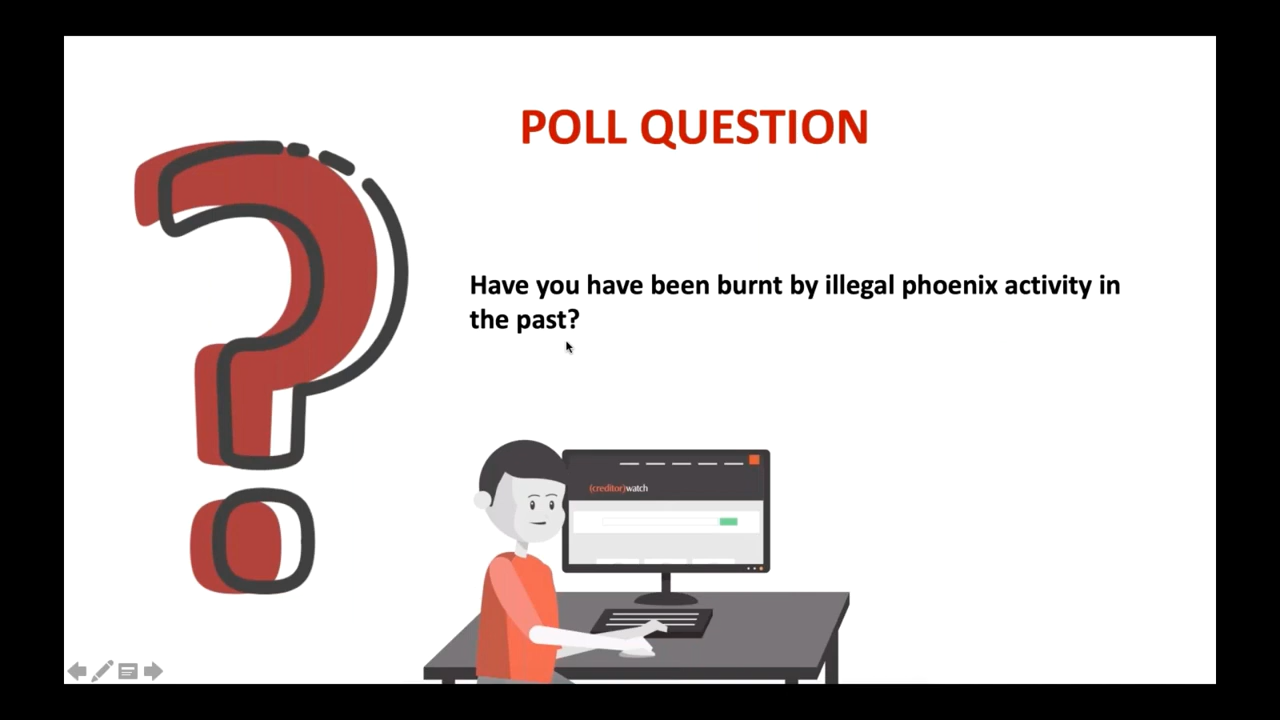 POLL QUESTION
Have you have been burnt by illegal phoenix activity in
the past?
(creditor)watch